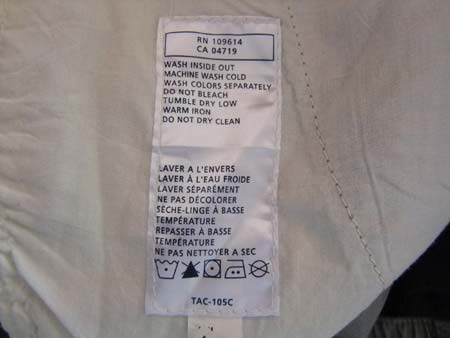 RN 109614
CA 04719
WASH INSIDE OUT
MACHINE WASH COLD
WASH COLORS SEPARATELY
DO NOT BLEACH
TUMBLE DRY LOW
WARM IRON
DO NOT DRY CLEAN
LAVER A L'ENVERS
LAVER À L'EAU FROIDE
LAVER SÉPARÉMENT
NE PAS DÉCOLORER
SÈCHE-LINGE À BASSE
TEMPÉRATURE
REPASSER À BASSE
TEMPÉRATURE
NE PAS NETTOYER A SEC
TAC-105C